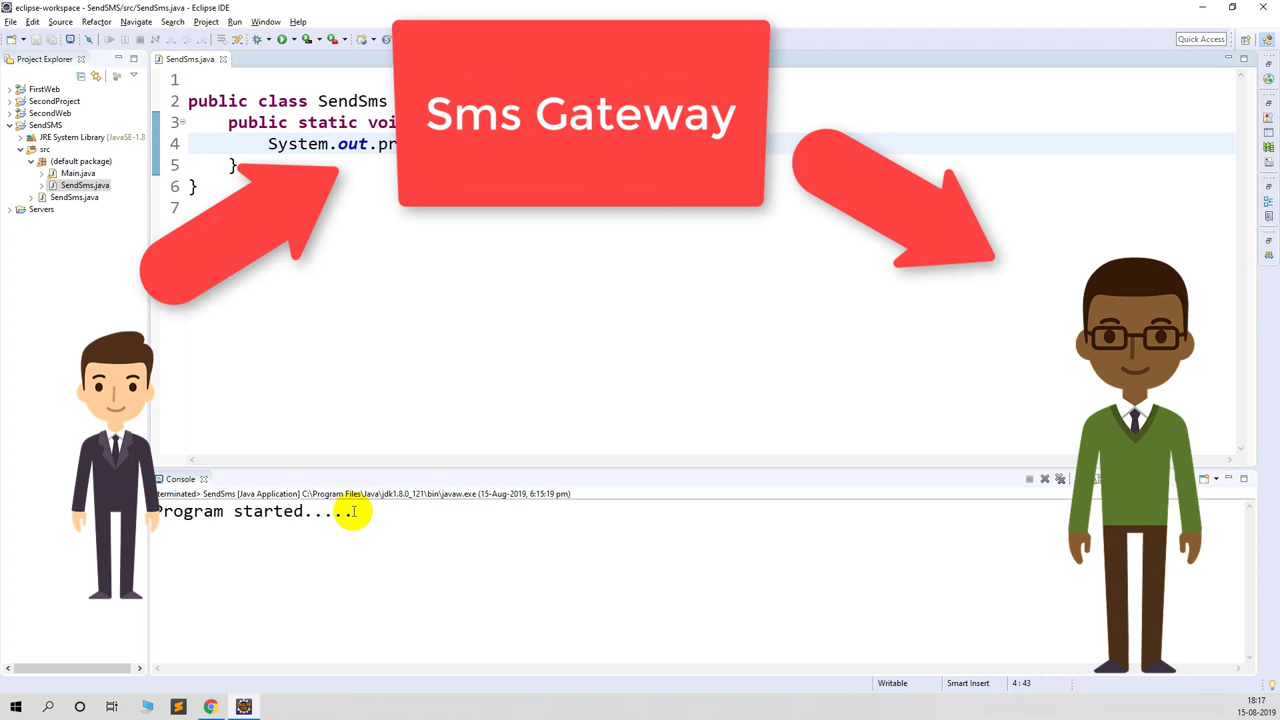 eclipse-workspace - SendSMS/src/SendSms.java - Eclipse IDE
File Edit Source Refactor Navigate Search Project Run Window Help
Quick Access
Project Explorer
SendSms.java
FirstWeb
SecondProject
SecondWeb
SendSMS
JRE System Library [JavaSE-1.8
src
(default package)
Main.java
SendSms.java
SendSms.java
Servers
1
2 public class SendSms
3 public static voi
4 System.out.pr
5 }
6 }
7
Sms Gateway
Console
terminated> SendSms [Java Application] C:\Program Files\Java\jdk1.8.0_121\bin\javaw.exe (15-Aug-2019, 6:15:19 pm)
Program started.....
Writable Smart Insert 4 : 43
18:17
15-08-2019